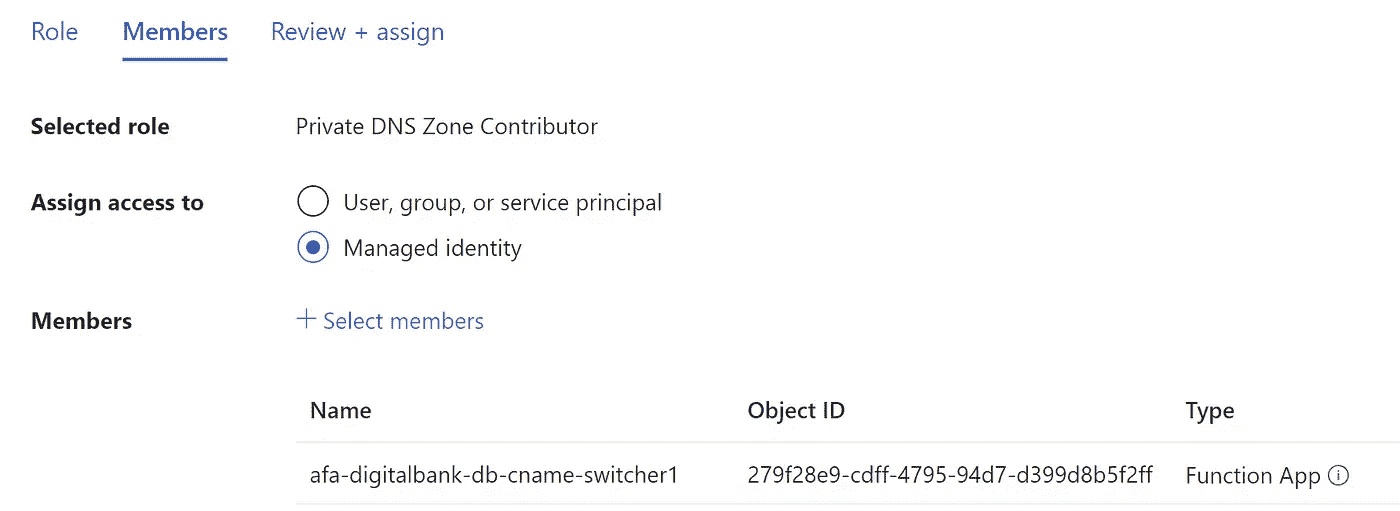 Role Members Review + assign
Selected role Private DNS Zone Contributor
Assign access to User, group, or service principal
Managed identity
Members + Select members
Name Object ID Type
afa-digitalbank-db-cname-switcher1 279f28e9-cdff-4795-94d7-d399d8b5f2ff Function App